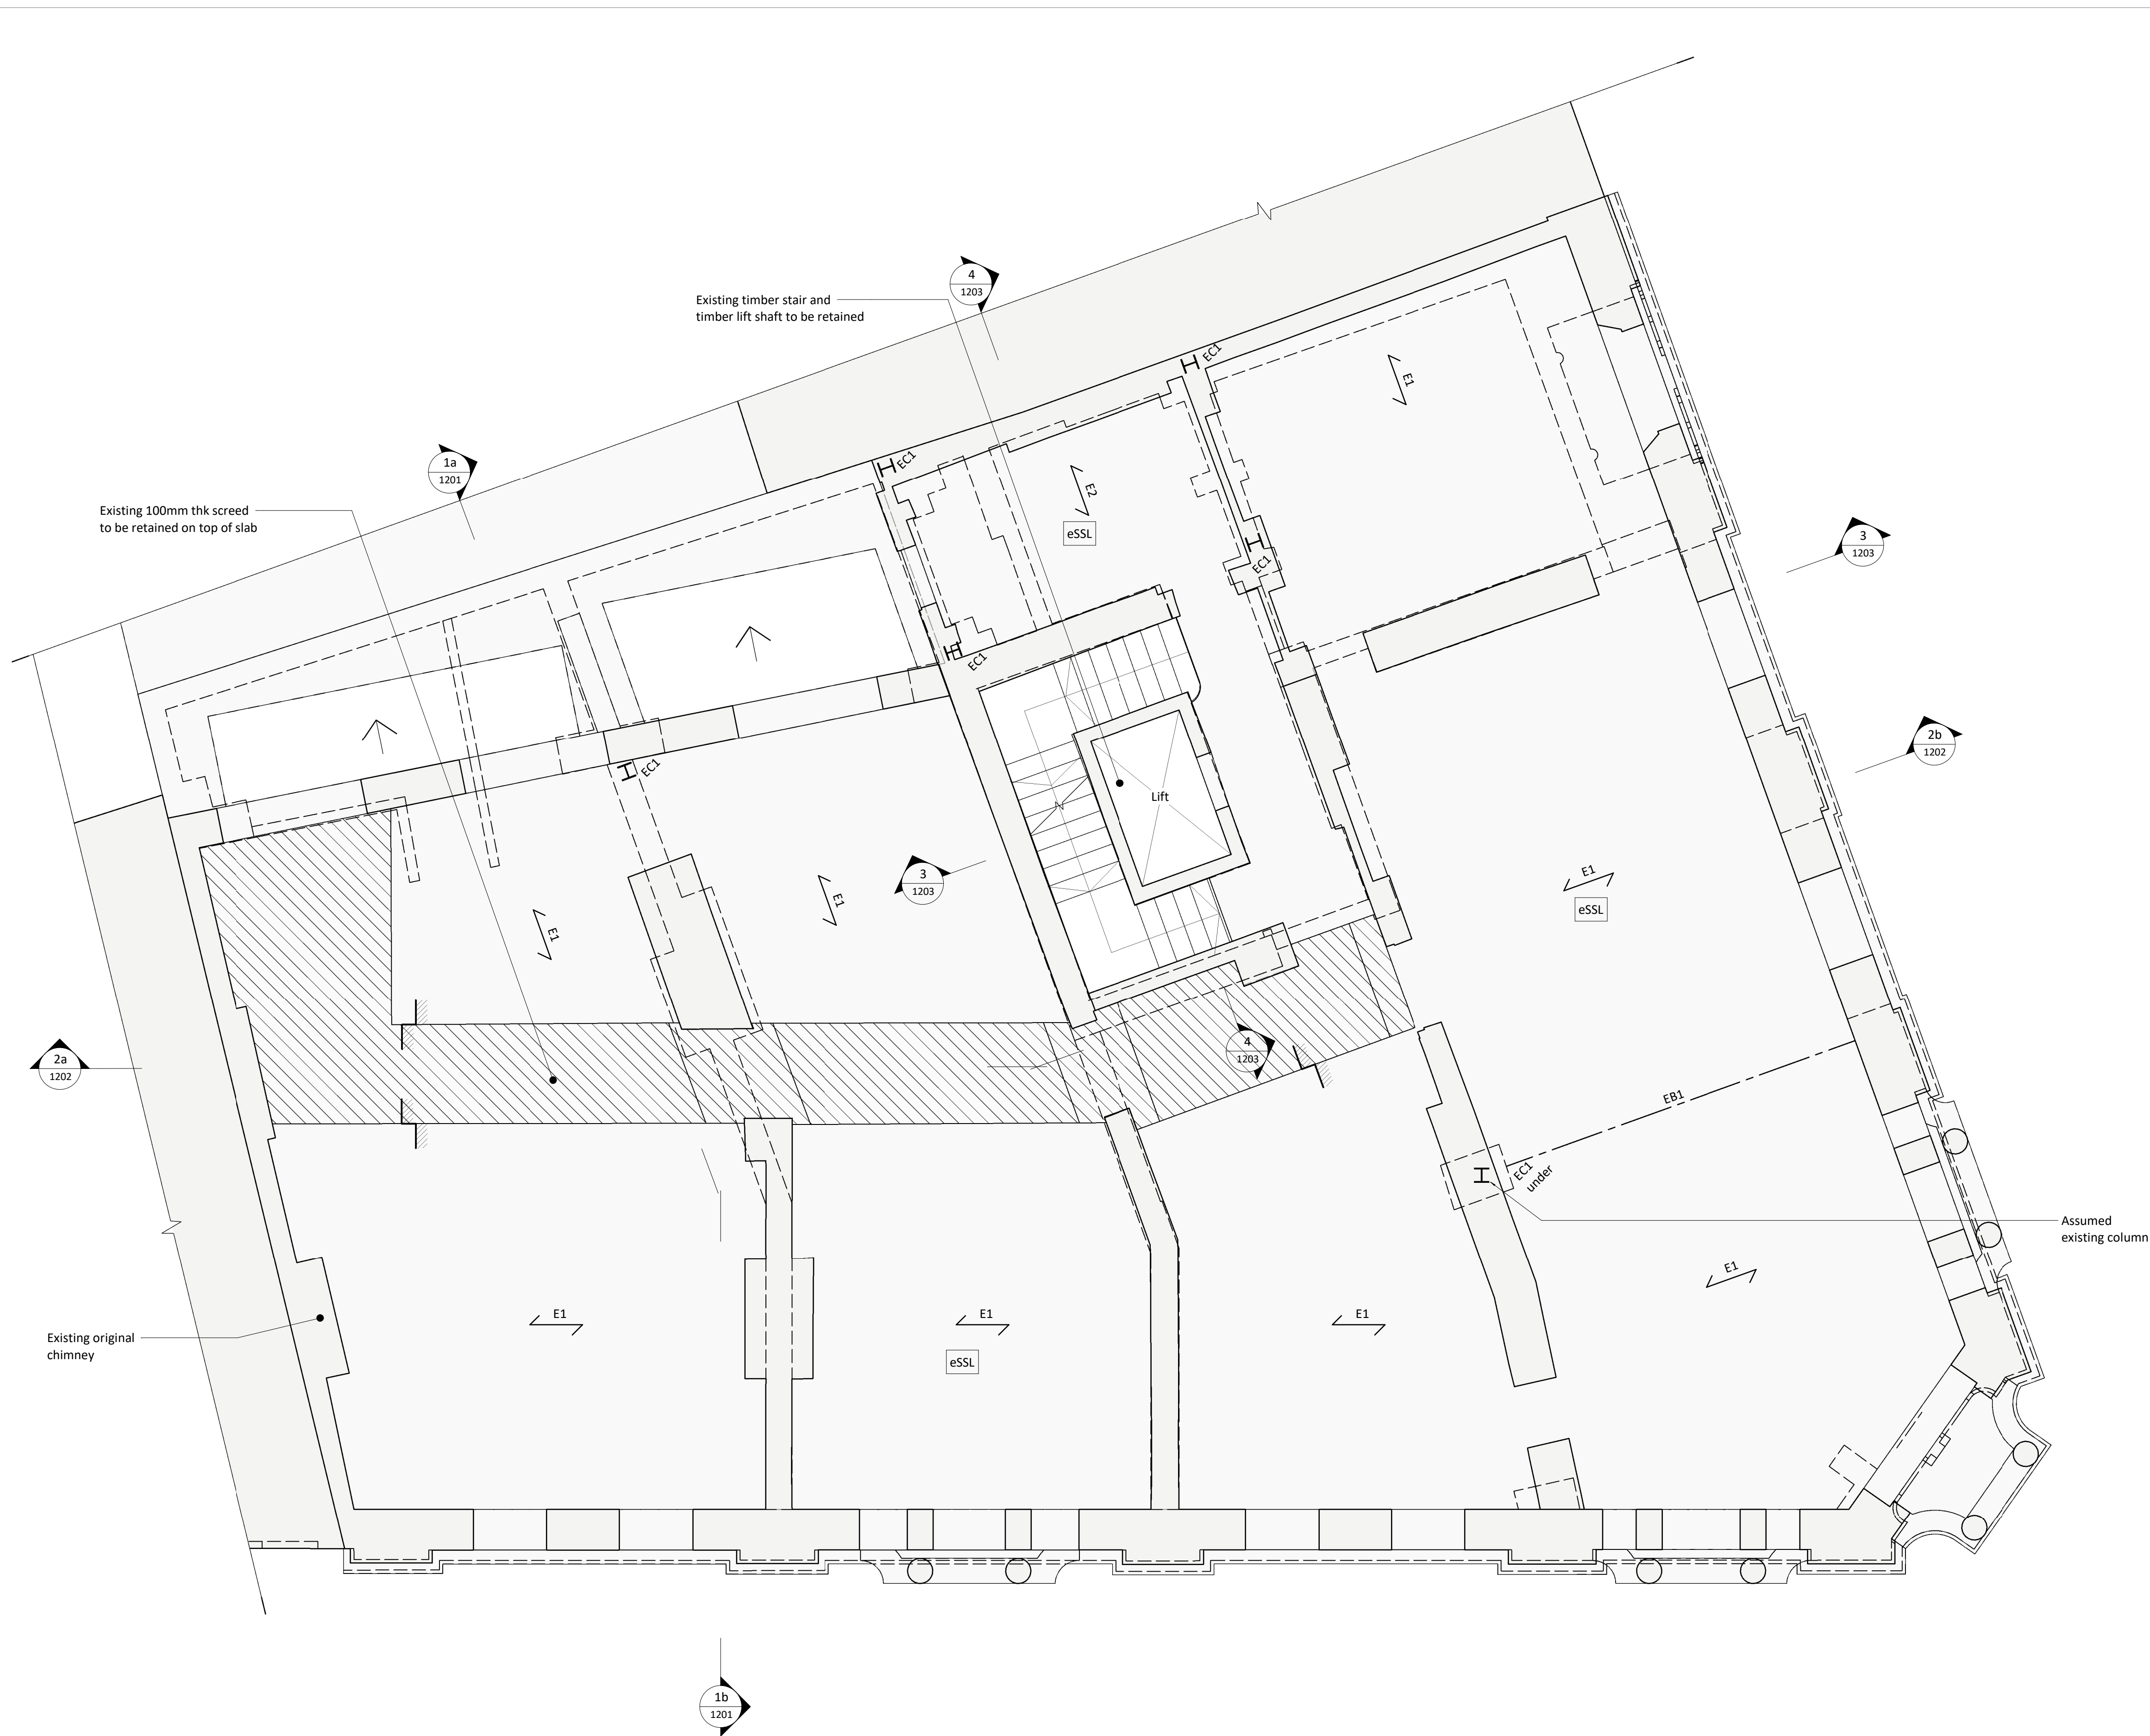 4
1203
Existing timber stair and
timber lift shaft to be retained
EC1
E1
1a
1201
EC1
E2
Existing 100mm thk screed
to be retained on top of slab
eSSL
3
1203
EC1
EC1
2b
1202
EC1
Lift
3
1203
E1
E1
E1
eSSL
4
1203
2a
1202
EB1
EC1
under
Assumed
existing column
E1
Existing original
chimney
E1
E1
E1
eSSL
1b
1201